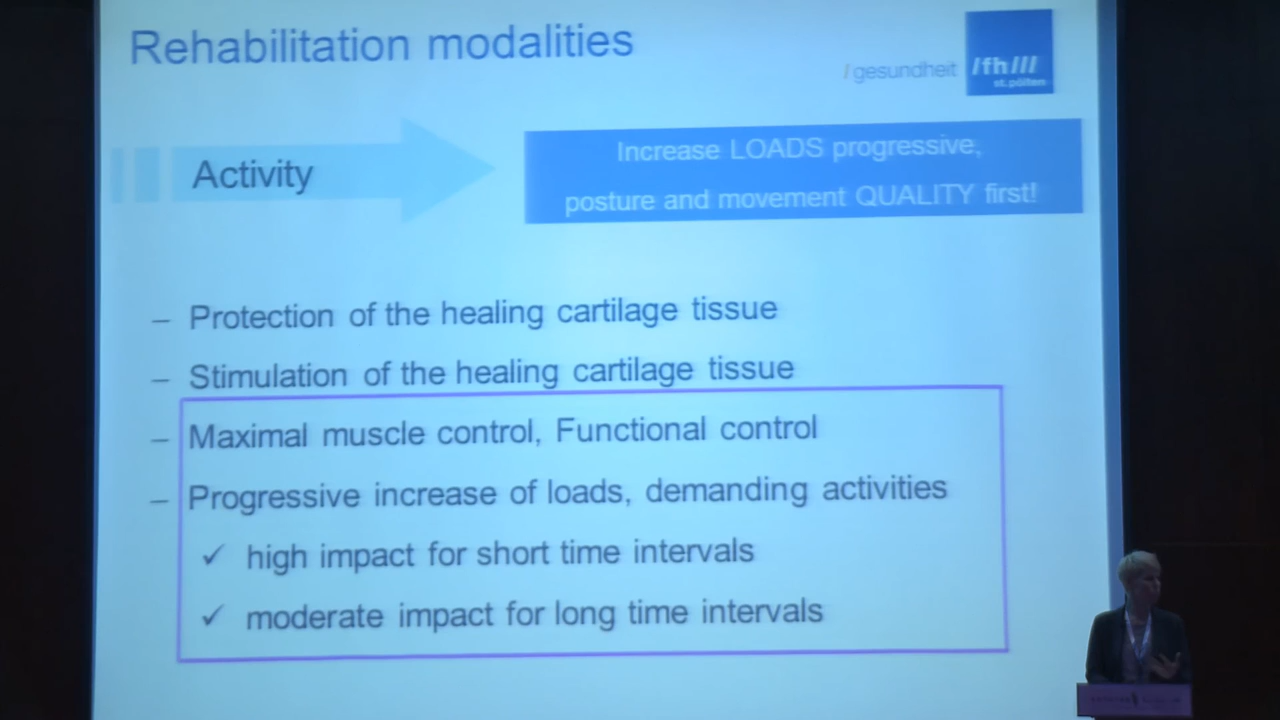 Rehabilitation modalities
/gesundheit
/fh///
st.pölten
Activity
Increase LOADS progressive,
posture and movement QUALITY first!
– Protection of the healing cartilage tissue
– Stimulation of the healing cartilage tissue
– Maximal muscle control, Functional control
– Progressive increase of loads, demanding activities
✓ high impact for short time intervals
✓ moderate impact for long time intervals